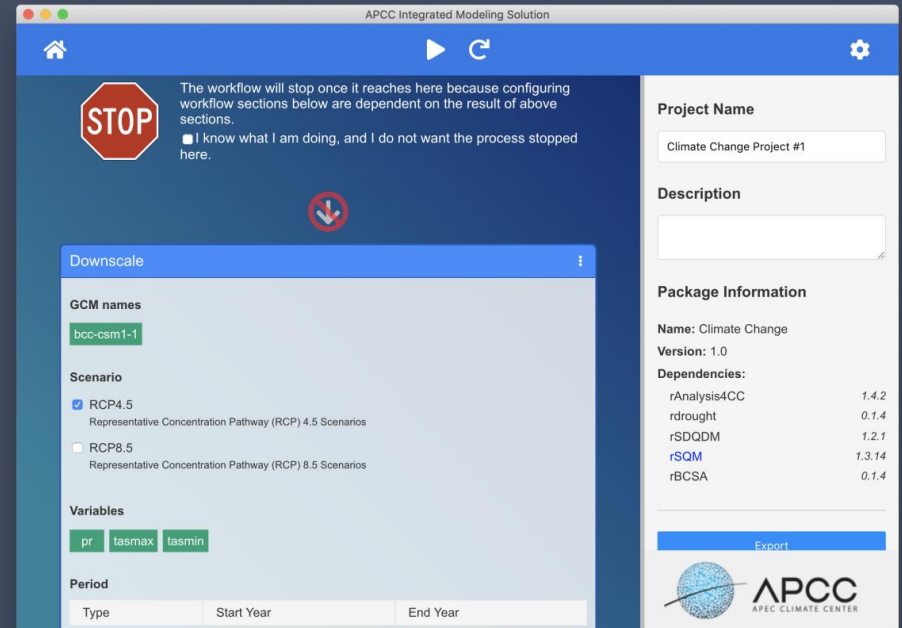 APCC Integrated Modeling Solution
STOP
The workflow will stop once it reaches here because configuring
workflow sections below are dependent on the result of above
sections.
I know what I am doing, and I do not want the process stopped
here.
Downscale
GCM names
bcc-csm1-1
Scenario
RCP4.5
Representative Concentration Pathway (RCP) 4.5 Scenarios
RCP8.5
Representative Concentration Pathway (RCP) 8.5 Scenarios
Variables
pr tasmax tasmin
Period
Type Start Year End Year
Project Name
Climate Change Project #1
Description
Package Information
Name: Climate Change
Version: 1.0
Dependencies:
rAnalysis4CC 1.4.2
rdrought 0.1.4
rSDQDM 1.2.1
rSQM 1.3.14
rBCSA 0.1.4
Export
APCC
APEC CLIMATE CENTER